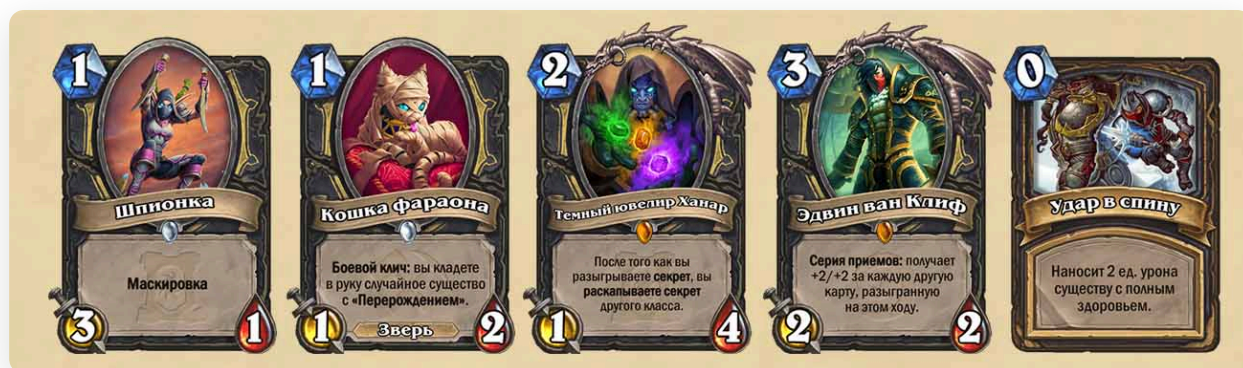 1
Шпионка
Маскировка
3
1
1
Кошка фараона
Боевой клич: вы кладете
в руку случайное существо
с «Перерождением».
1
Зверь
2
2
Темный ювелир Ханар
После того как вы
разыгрываете секрет, вы
раскапываете секрет
другого класса.
1
4
3
Эдвин ван Клиф
Серия приемов: получает
+2/+2 за каждую другую
карту, разыгранную
на этом ходу.
2
2
0
Удар в спину
Наносит 2 ед. урона
существу с полным
здоровьем.